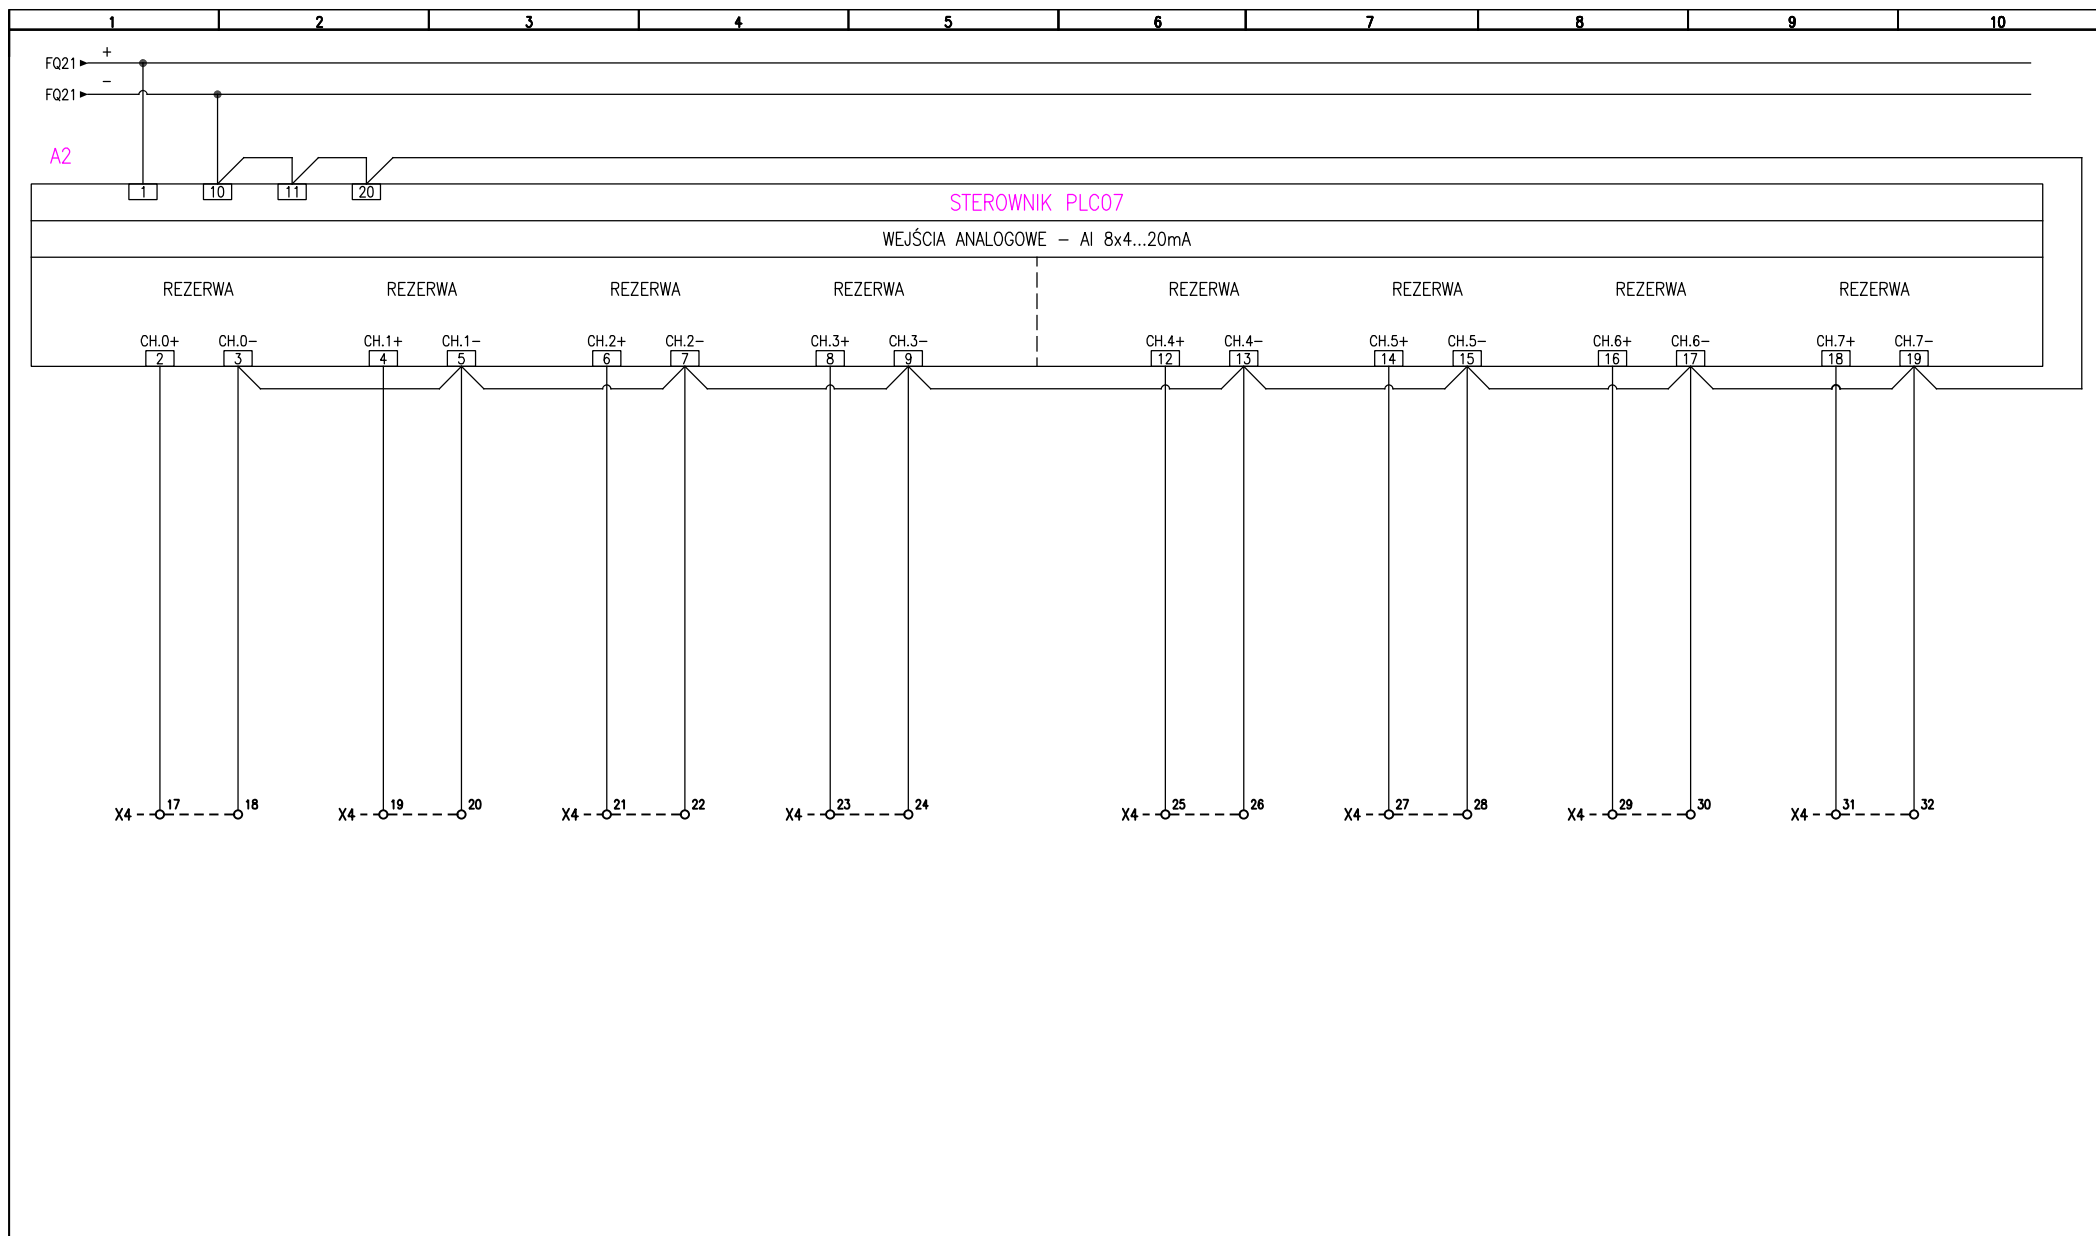 1 2 3 4 5 6 7 8 9 10
FQ21 +
FQ21 -
A2
1 10 11 20
STEROWNIK PLC07
WEJŚCIA ANALOGOWE - AI 8x4...20mA
REZERWA REZERWA REZERWA REZERWA REZERWA REZERWA REZERWA REZERWA
CH.0+ CH.0- CH.1+ CH.1- CH.2+ CH.2- CH.3+ CH.3- CH.4+ CH.4- CH.5+ CH.5- CH.6+ CH.6- CH.7+ CH.7-
2 3 4 5 6 7 8 9 12 13 14 15 16 17 18 19
X4 17 18 X4 19 20 X4 21 22 X4 23 24 X4 25 26 X4 27 28 X4 29 30 X4 31 32